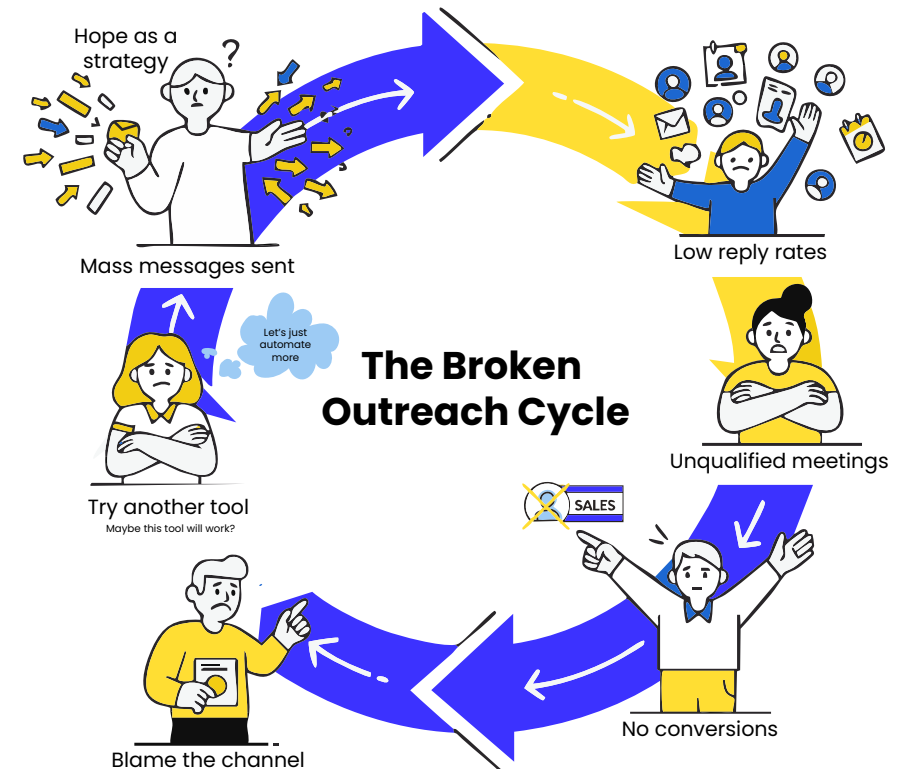 Hope as a
strategy
?
Mass messages sent
Low reply rates
Let's just
automate
more
The Broken
Outreach Cycle
Unqualified meetings
Try another tool
Maybe this tool will work?
SALES
No conversions
Blame the channel